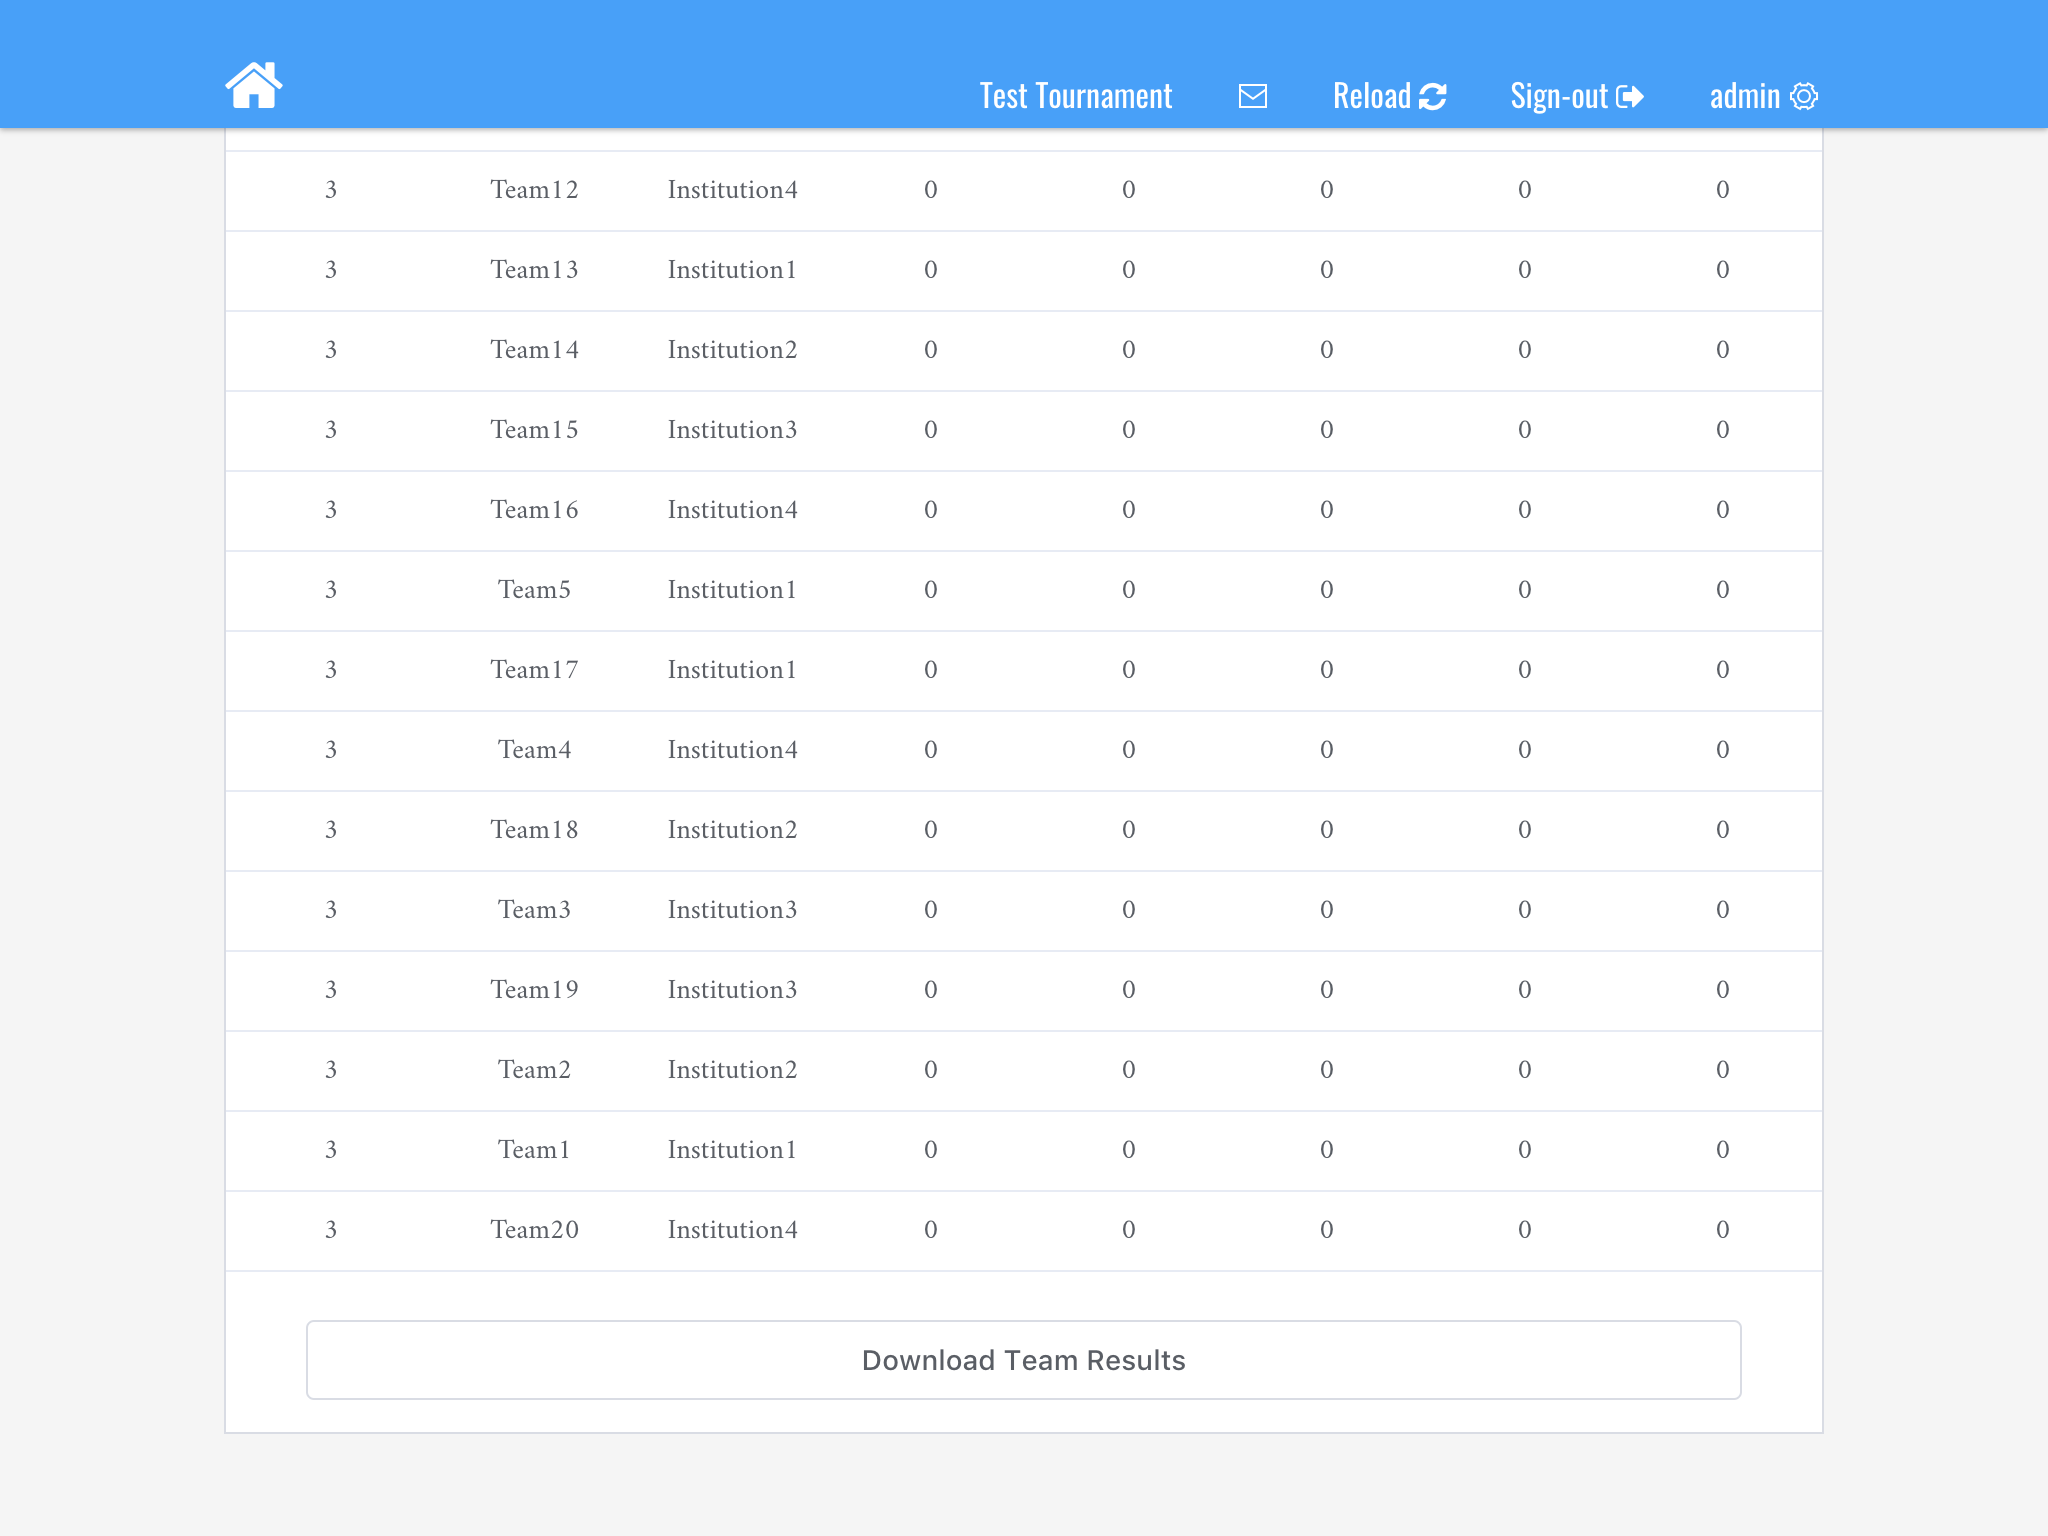 Test Tournament Reload Sign-out admin
3 Team12 Institution4 0 0 0 0 0
3 Team13 Institution1 0 0 0 0 0
3 Team14 Institution2 0 0 0 0 0
3 Team15 Institution3 0 0 0 0 0
3 Team16 Institution4 0 0 0 0 0
3 Team5 Institution1 0 0 0 0 0
3 Team17 Institution1 0 0 0 0 0
3 Team4 Institution4 0 0 0 0 0
3 Team18 Institution2 0 0 0 0 0
3 Team3 Institution3 0 0 0 0 0
3 Team19 Institution3 0 0 0 0 0
3 Team2 Institution2 0 0 0 0 0
3 Team1 Institution1 0 0 0 0 0
3 Team20 Institution4 0 0 0 0 0
Download Team Results